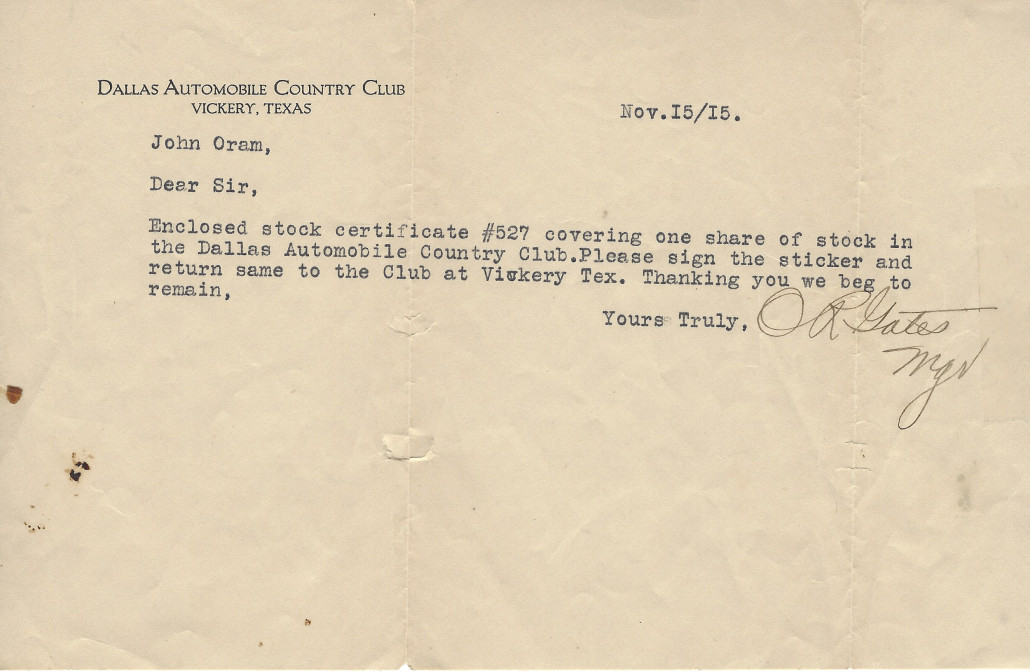 DALLAS AUTOMOBILE COUNTRY CLUB
VICKERY, TEXAS
Nov.I5/I5.
John Oram,
Dear Sir,
Enclosed stock certificate #527 covering one share of stock in
the Dallas Automobile Country Club.Please sign the sticker and
return same to the Club at Vickery Tex. Thanking you we beg to
remain,
Yours Truly, O R Gates
Mgr